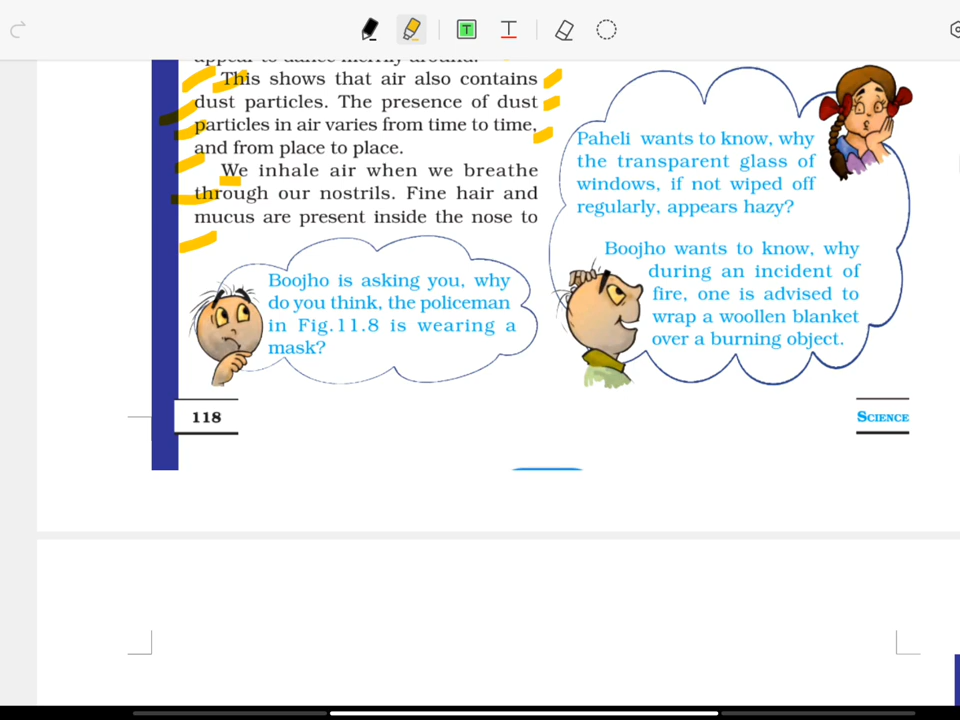 appear to dance merrily around.
This shows that air also contains
dust particles. The presence of dust
particles in air varies from time to time,
and from place to place.
We inhale air when we breathe
through our nostrils. Fine hair and
mucus are present inside the nose to
Boojho is asking you, why
do you think, the policeman
in Fig.11.8 is wearing a
mask?
Paheli wants to know, why
the transparent glass of
windows, if not wiped off
regularly, appears hazy?
Boojho wants to know, why
during an incident of
fire, one is advised to
wrap a woollen blanket
over a burning object.
118
SCIENCE
T
T